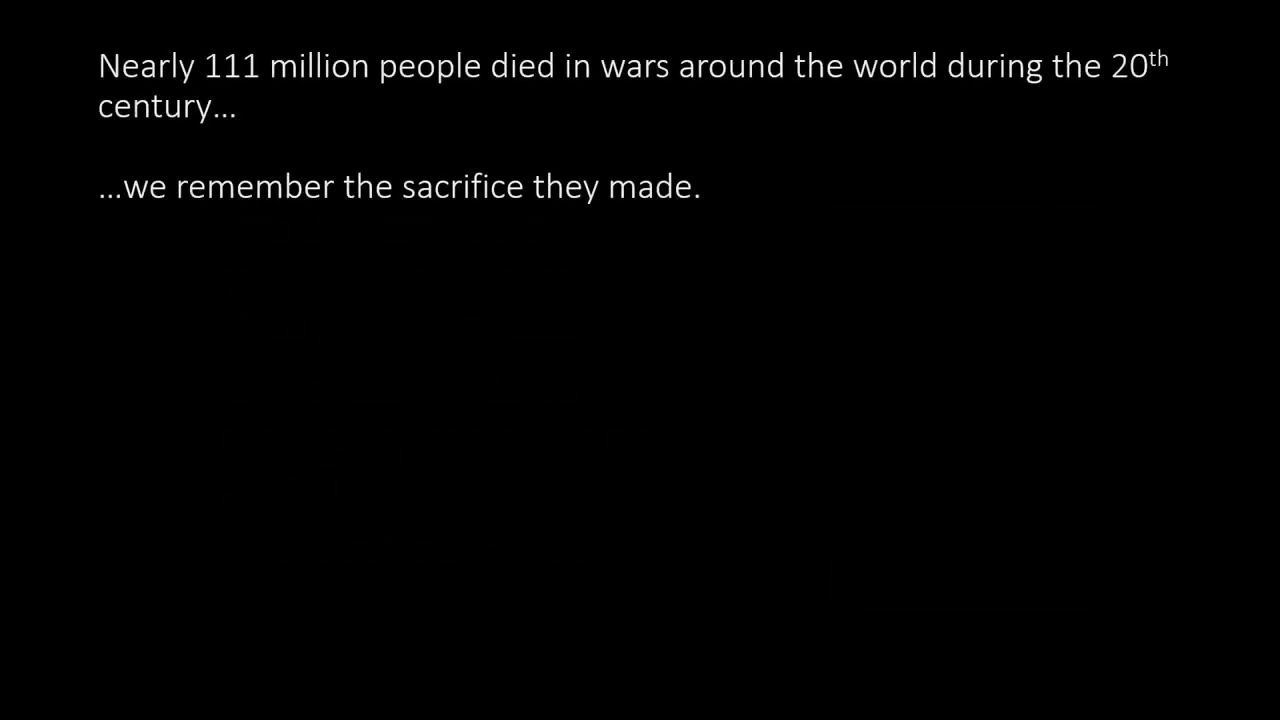 Nearly 111 million people died in wars around the world during the 20th
century…
…we remember the sacrifice they made.